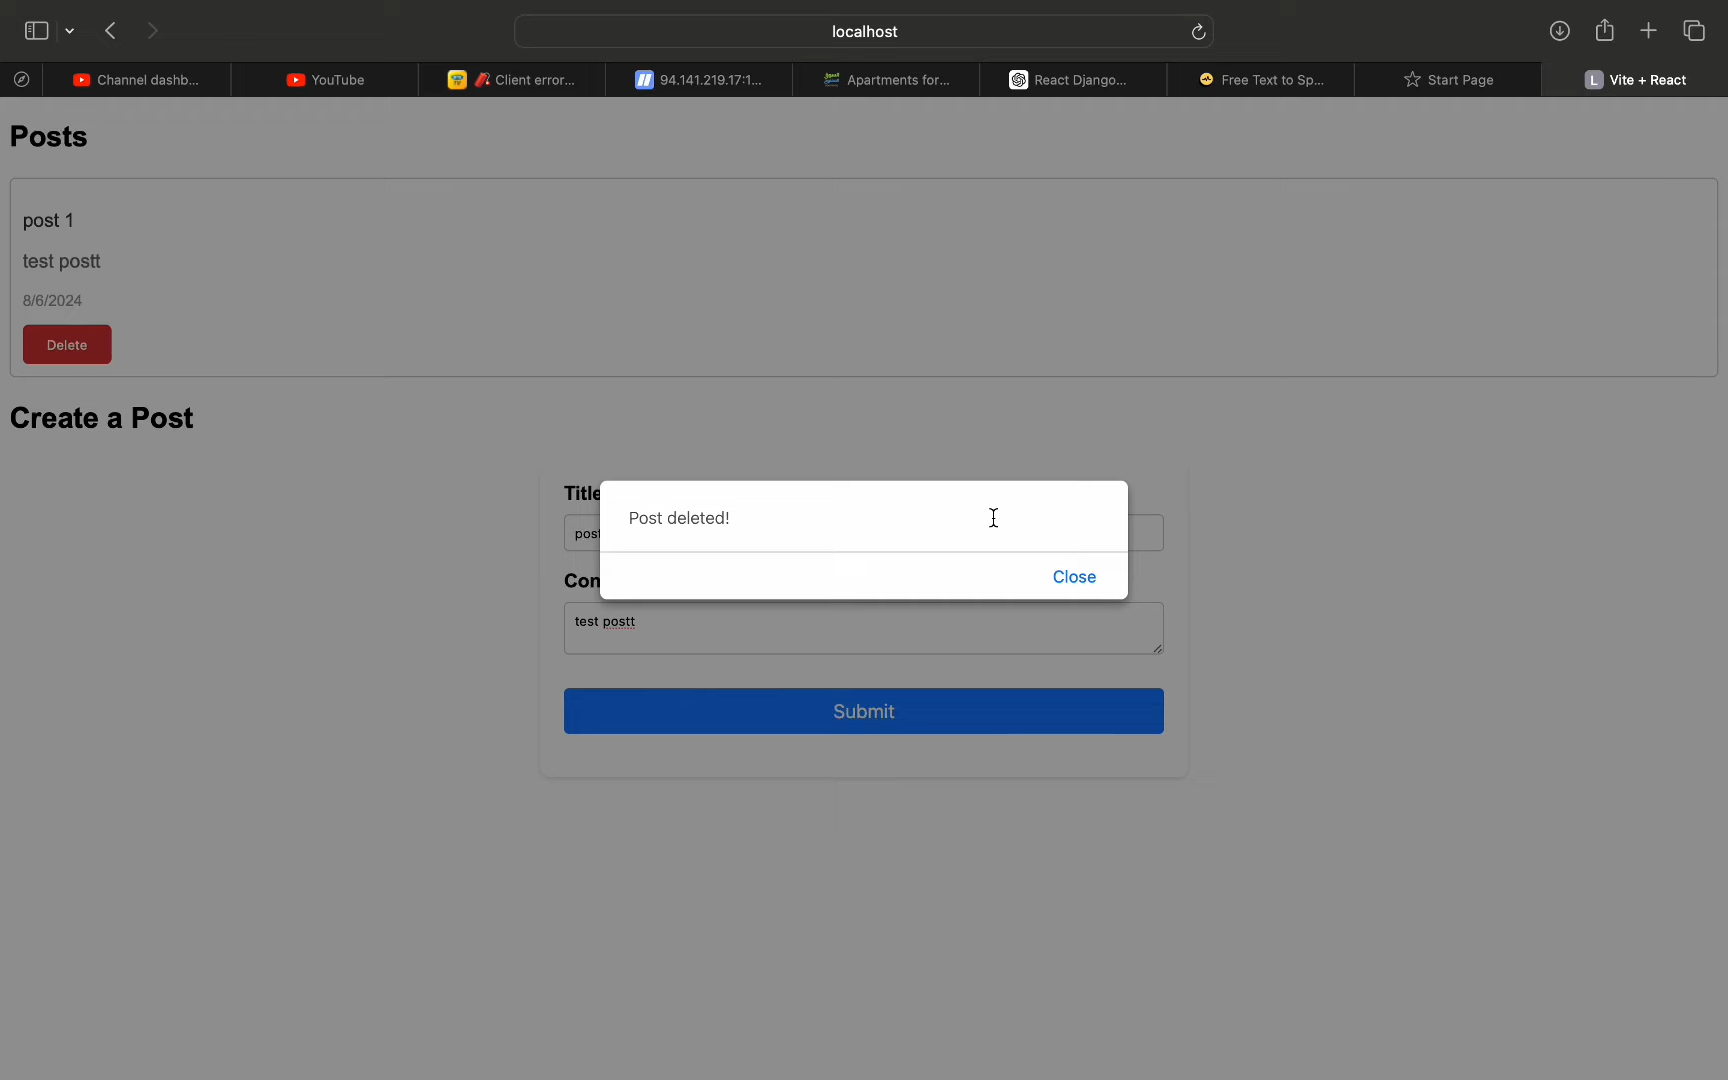 localhost
Channel dashb...
YouTube
Client error...
94.141.219.17:1...
Apartments for...
React Django...
Free Text to Sp...
Start Page
L Vite + React
Posts
post 1
test postt
8/6/2024
Delete
Create a Post
Title
post
Post deleted!
Con
Close
test postt
Submit